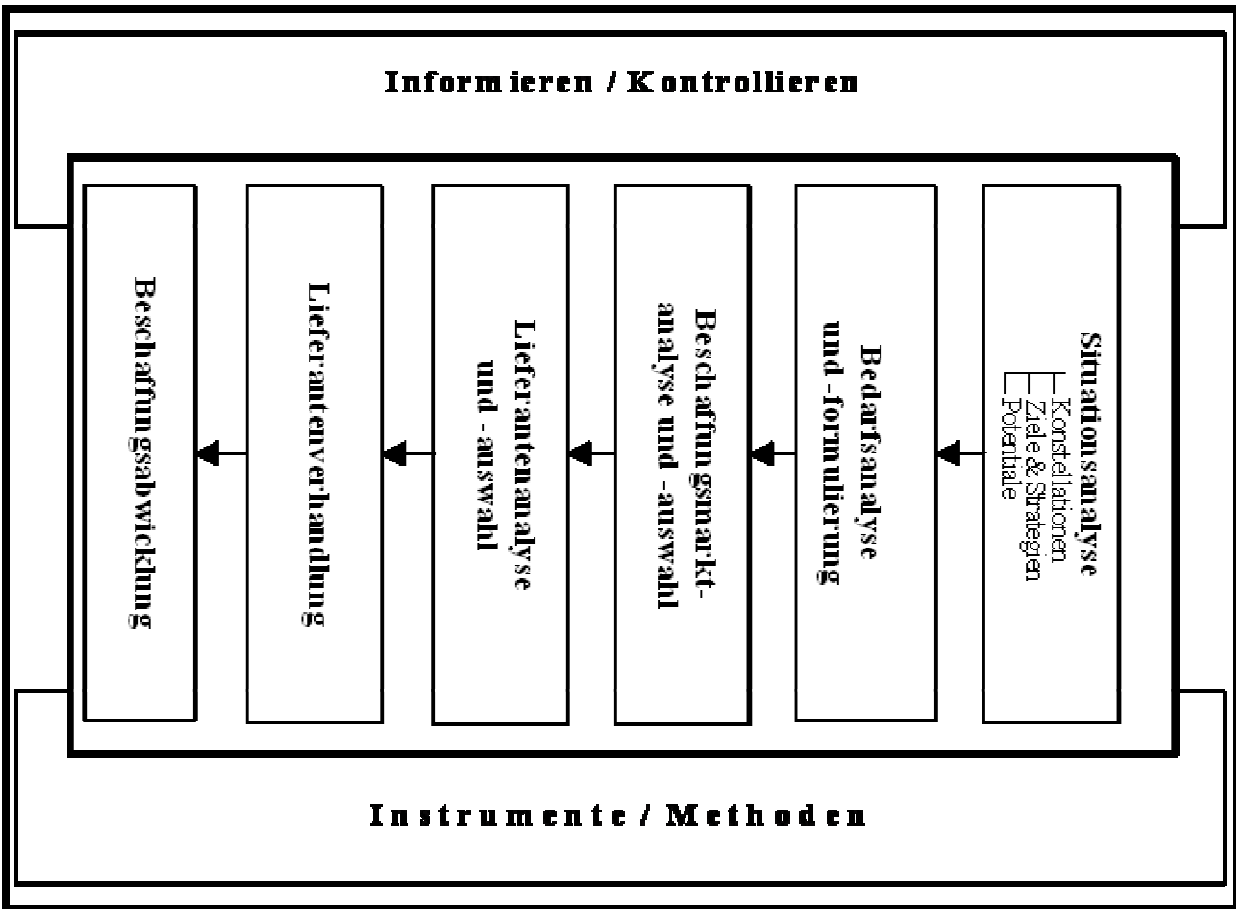 Informieren / Kontrollieren
Situationsanalyse
Konstellationen
Ziele & Strategien
Potentiale
Bedarfsanalyse
und -formulierung
Beschaffungsmarkt-
analyse und -auswahl
Lieferantenanalyse
und -auswahl
Lieferantenverhandlung
Beschaffungsabwicklung
Instrumente / Methoden